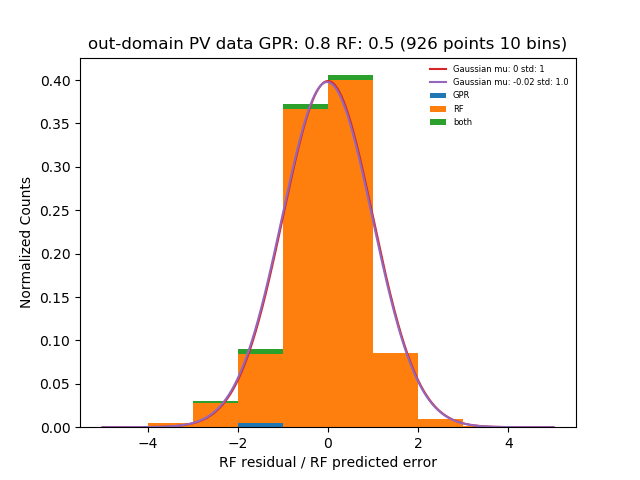 out-domain PV data GPR: 0.8 RF: 0.5 (926 points 10 bins)
Gaussian mu: 0 std: 1
Gaussian mu: -0.02 std: 1.0
GPR
RF
both
Normalized Counts
0.40
0.35
0.30
0.25
0.20
0.15
0.10
0.05
0.00
−4 −2 0 2 4
RF residual / RF predicted error